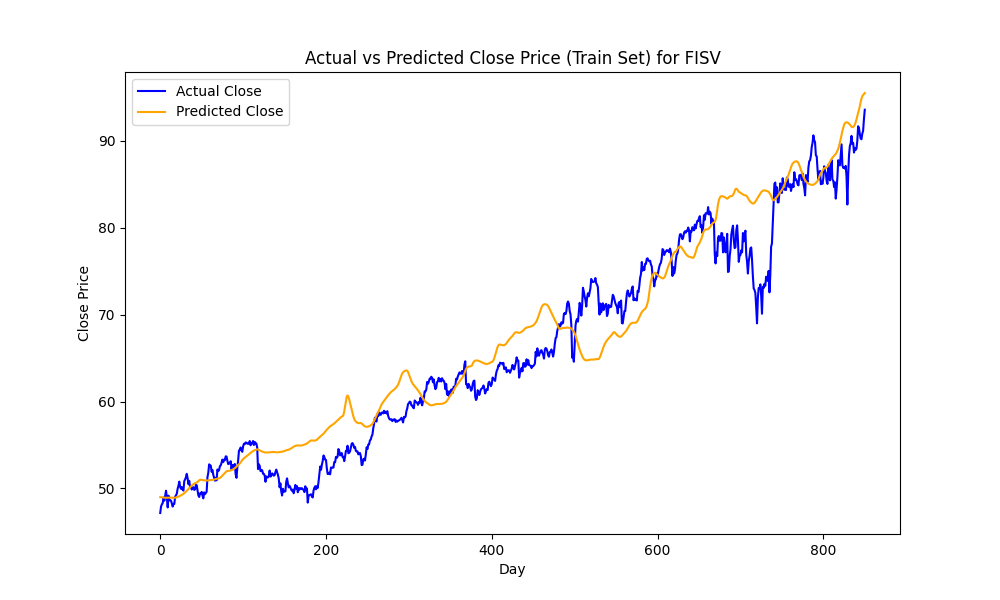 Actual vs Predicted Close Price (Train Set) for FISV
Actual Close
Predicted Close
90
80
70
60
50
Close Price
0 200 400 600 800
Day